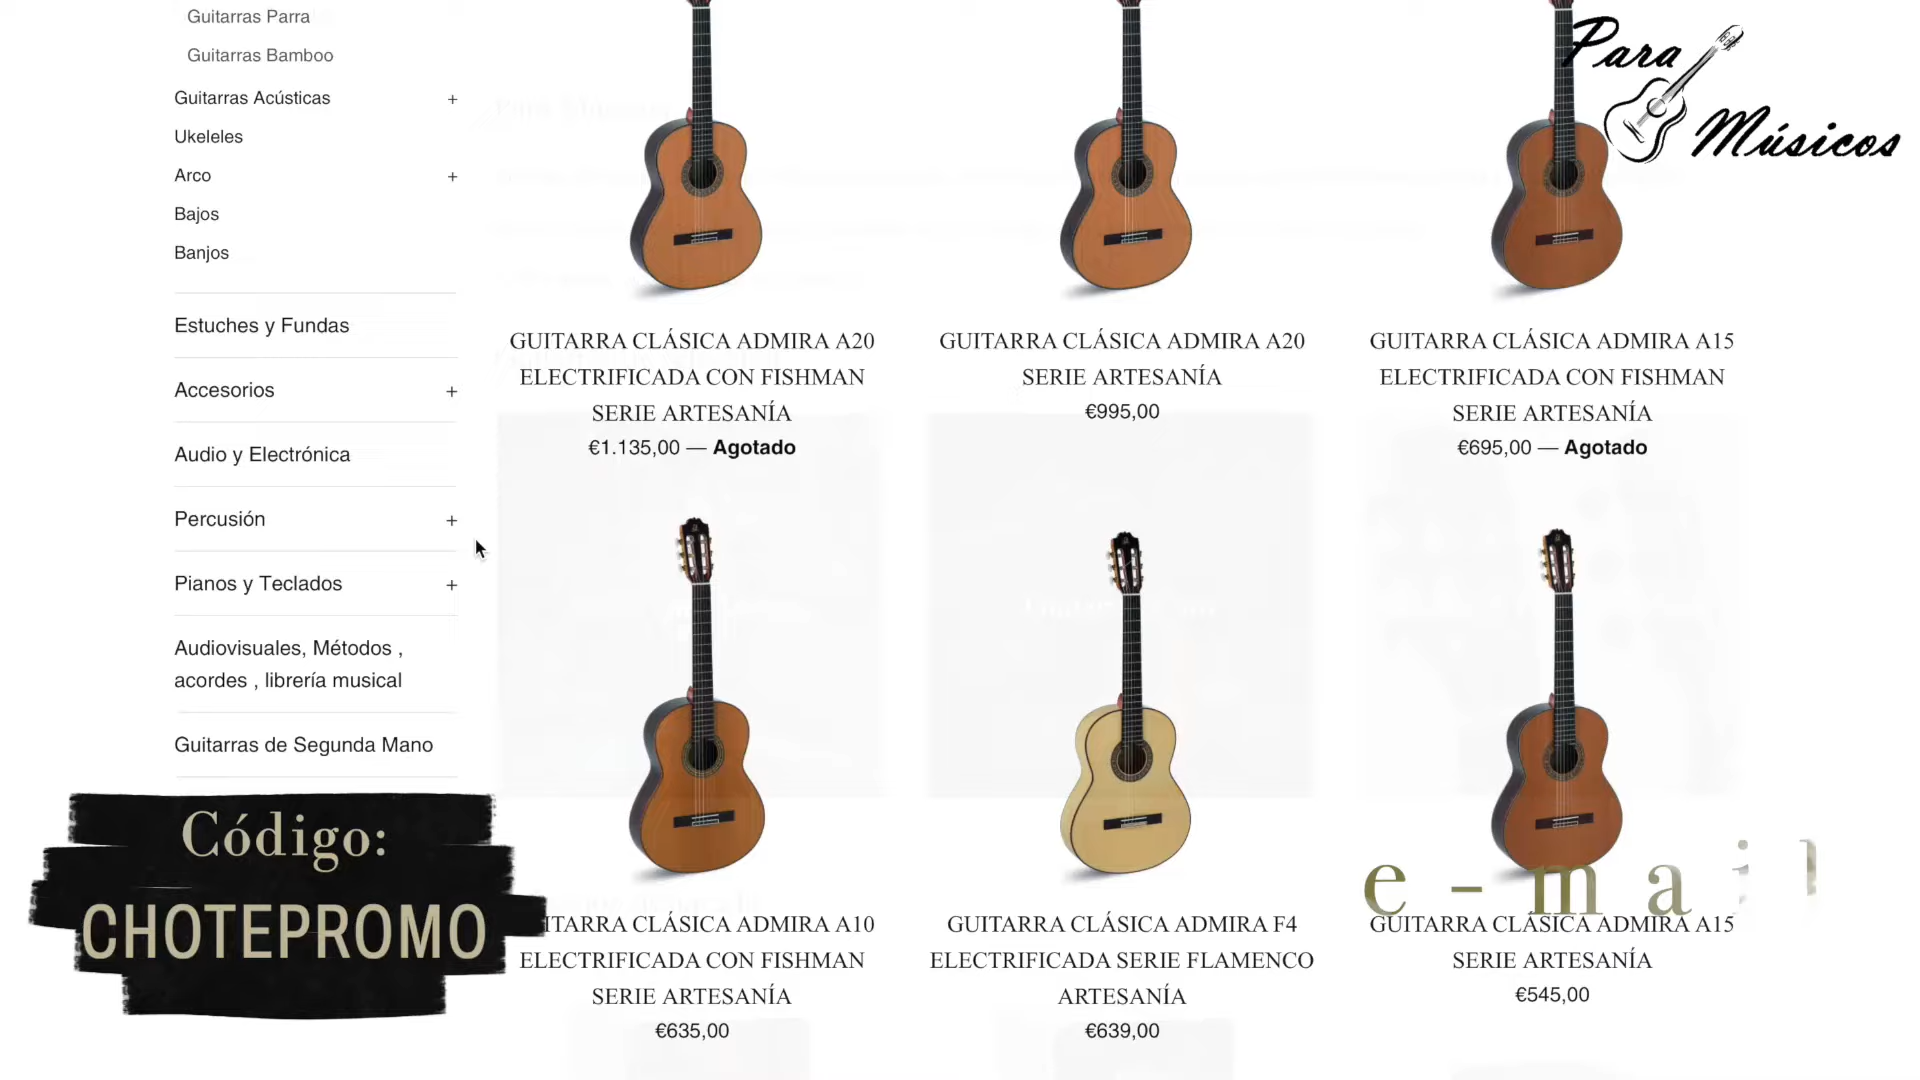 Guitarras Parra
Guitarras Bamboo
Guitarras Acústicas +
Ukeleles
Arco +
Bajos
Banjos
Estuches y Fundas
Accesorios +
Audio y Electrónica
Percusión +
Pianos y Teclados +
Audiovisuales, Métodos ,
acordes , librería musical
Guitarras de Segunda Mano
Código:
CHOTEPROMO
Para
Músicos
GUITARRA CLÁSICA ADMIRA A20
ELECTRIFICADA CON FISHMAN
SERIE ARTESANÍA
€1.135,00 — Agotado
GUITARRA CLÁSICA ADMIRA A20
SERIE ARTESANÍA
€995,00
GUITARRA CLÁSICA ADMIRA A15
ELECTRIFICADA CON FISHMAN
SERIE ARTESANÍA
€695,00 — Agotado
ITARRA CLÁSICA ADMIRA A10
ELECTRIFICADA CON FISHMAN
SERIE ARTESANÍA
€635,00
GUITARRA CLÁSICA ADMIRA F4
ELECTRIFICADA SERIE FLAMENCO
ARTESANÍA
€639,00
e-mail
GUITARRA CLÁSICA ADMIRA A15
SERIE ARTESANÍA
€545,00